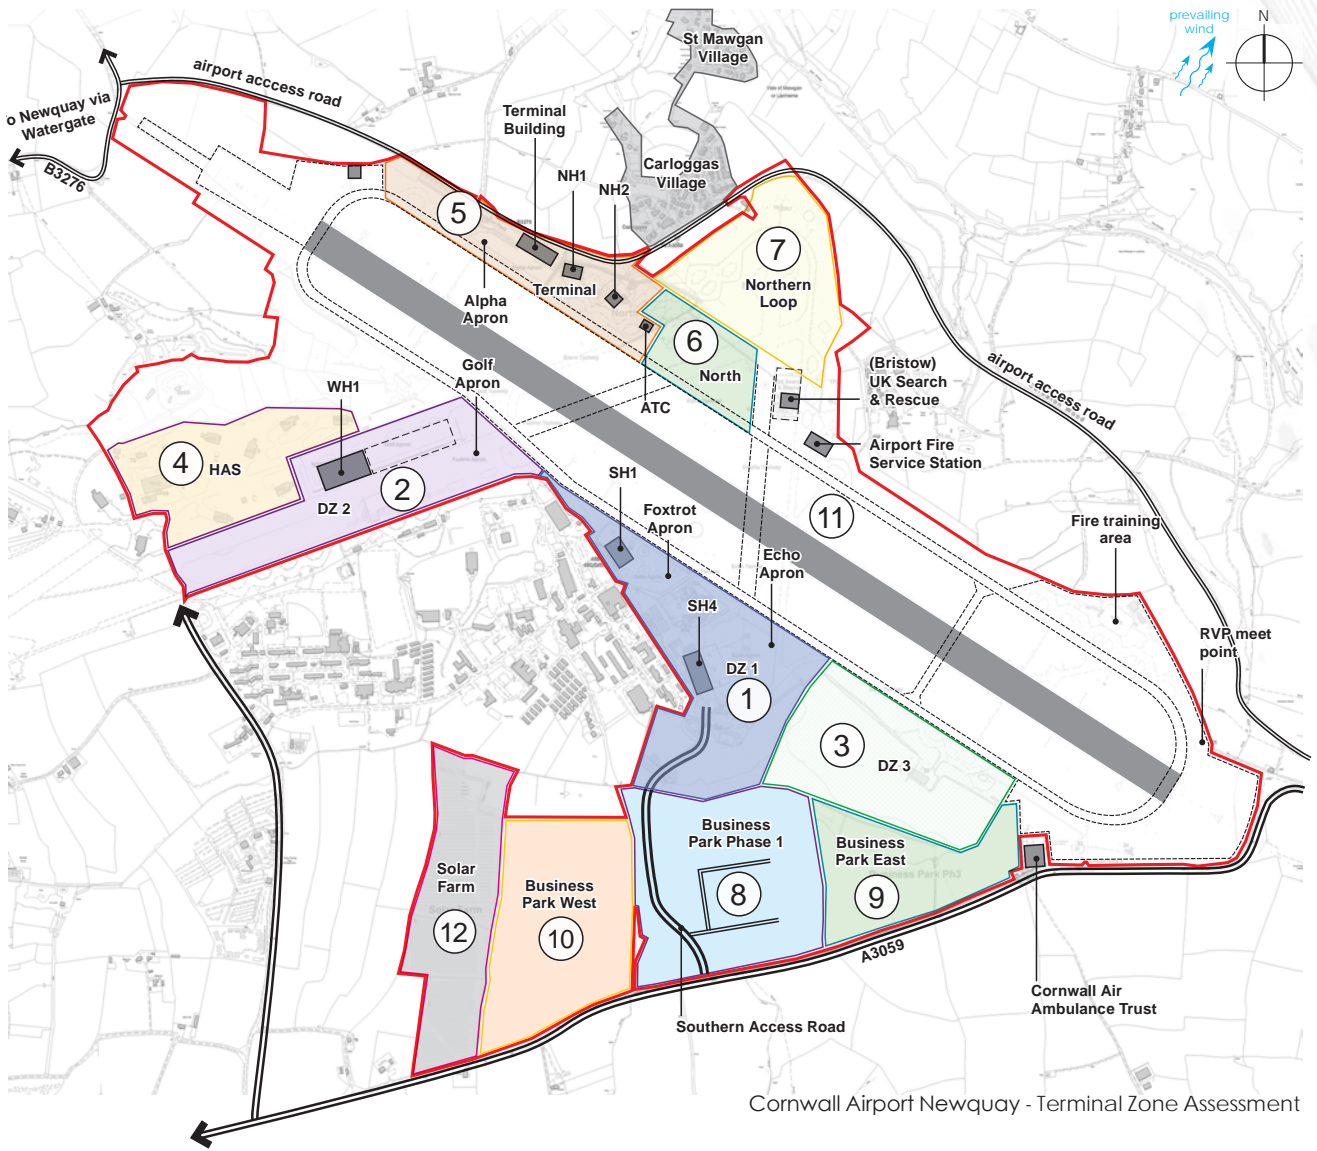 prevailing
wind
N
St Mawgan
Village
airport acccess road
o Newquay via
Watergate
B3276
Terminal
Building
NH1
NH2
Carloggas
Village
5
7
Northern
Loop
Terminal
Alpha
Apron
6
North
ATC
(Bristow)
UK Search
& Rescue
airport access road
Airport Fire
Service Station
Golf
Apron
WH1
4
HAS
2
DZ 2
SH1
Foxtrot
Apron
Echo
Apron
11
Fire training
area
SH4
RVP meet
point
DZ 1
1
3
DZ 3
Business
Park Phase 1
Business
Park East
Business Park Ph3
Solar
Farm
Business
Park West
8
9
12
10
A3059
Southern Access Road
Cornwall Air
Ambulance Trust
Cornwall Airport Newquay - Terminal Zone Assessment